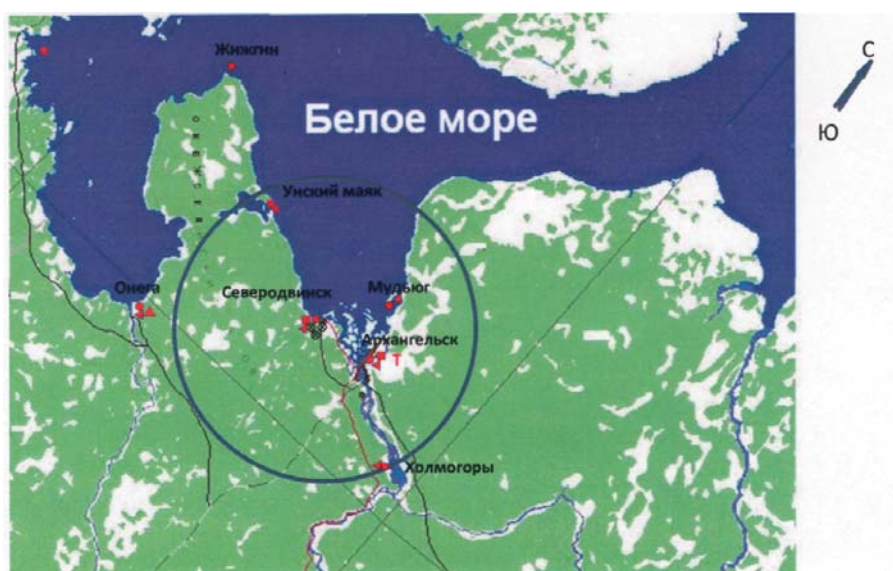 Жижгин
С
Ю
Белое море
Унский маяк
Онега
Северодвинск
Мудьюг
Архангельск
Т
Холмогоры